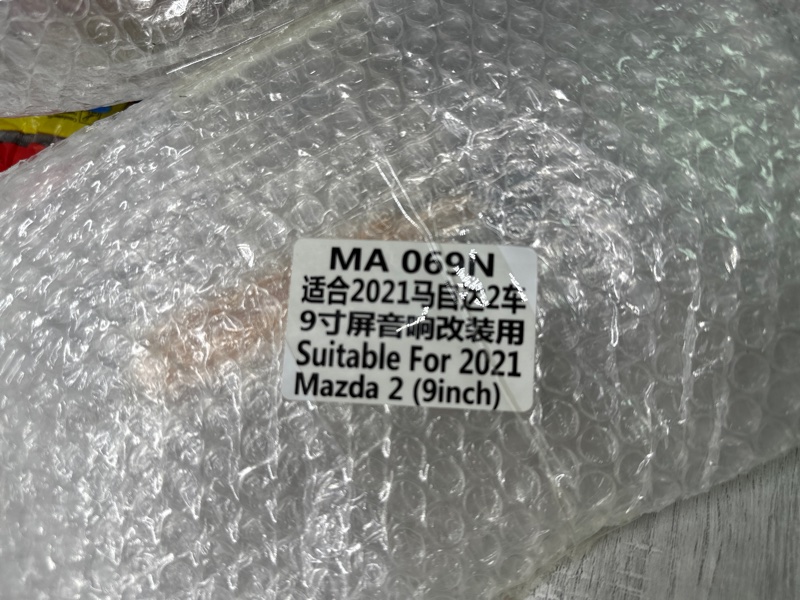 MA 069N
适合2021马自达2车
9寸屏音响改装用
Suitable For 2021
Mazda 2 (9inch)